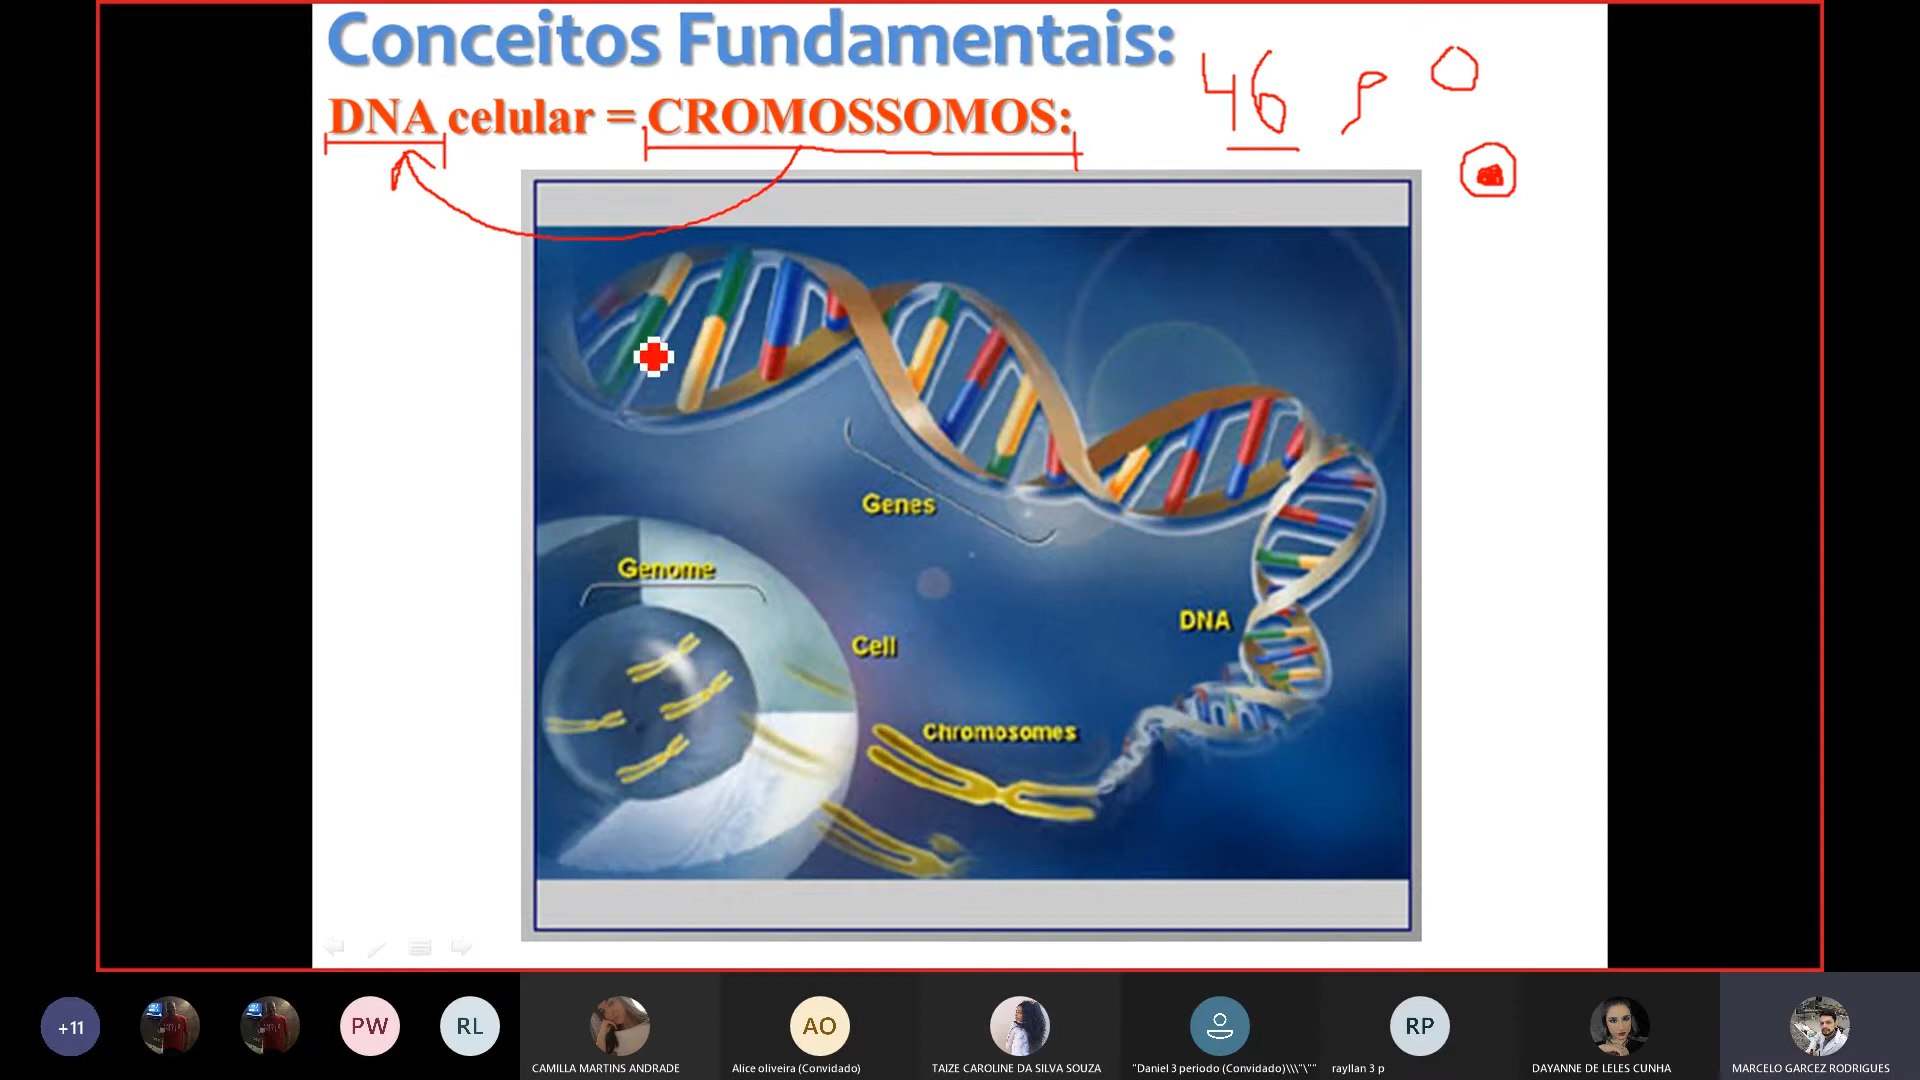 Conceitos Fundamentais:
DNA celular = CROMOSSOMOS:
46
Genes
Genome
Cell
DNA
Chromosomes
+11
PW
RL
AO
RP
CAMILLA MARTINS ANDRADE
Alice oliveira (Convidado)
TAIZE CAROLINE DA SILVA SOUZA
"Daniel 3 periodo (Convidado)\\\"\""
rayllan 3 p
DAYANNE DE LELES CUNHA
MARCELO GARCEZ RODRIGUES